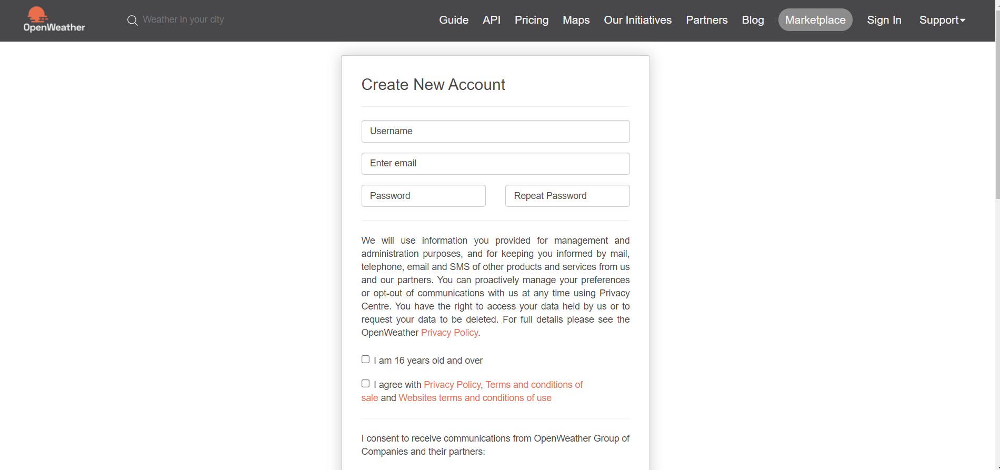 OpenWeather
Weather in your city
Guide API Pricing Maps Our Initiatives Partners Blog Marketplace Sign In Support
Create New Account
Username
Enter email
Password Repeat Password
We will use information you provided for management and
administration purposes, and for keeping you informed by mail,
telephone, email and SMS of other products and services from us
and our partners. You can proactively manage your preferences
or opt-out of communications with us at any time using Privacy
Centre. You have the right to access your data held by us or to
request your data to be deleted. For full details please see the
OpenWeather Privacy Policy.
I am 16 years old and over
I agree with Privacy Policy, Terms and conditions of
sale and Websites terms and conditions of use
I consent to receive communications from OpenWeather Group of
Companies and their partners: